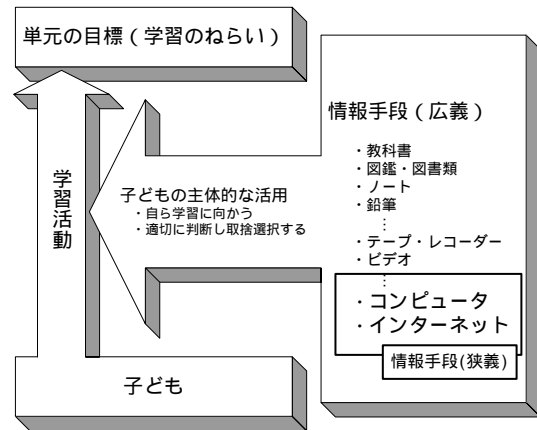 単元の目標（学習のねらい）
学習活動
子どもの主体的な活用
・自ら学習に向かう
・適切に判断し取捨選択する
子ども
情報手段（広義）
・教科書
・図鑑・図書類
・ノート
・鉛筆
…
・テープ・レコーダー
・ビデオ
…
・コンピュータ
・インターネット
情報手段(狭義)